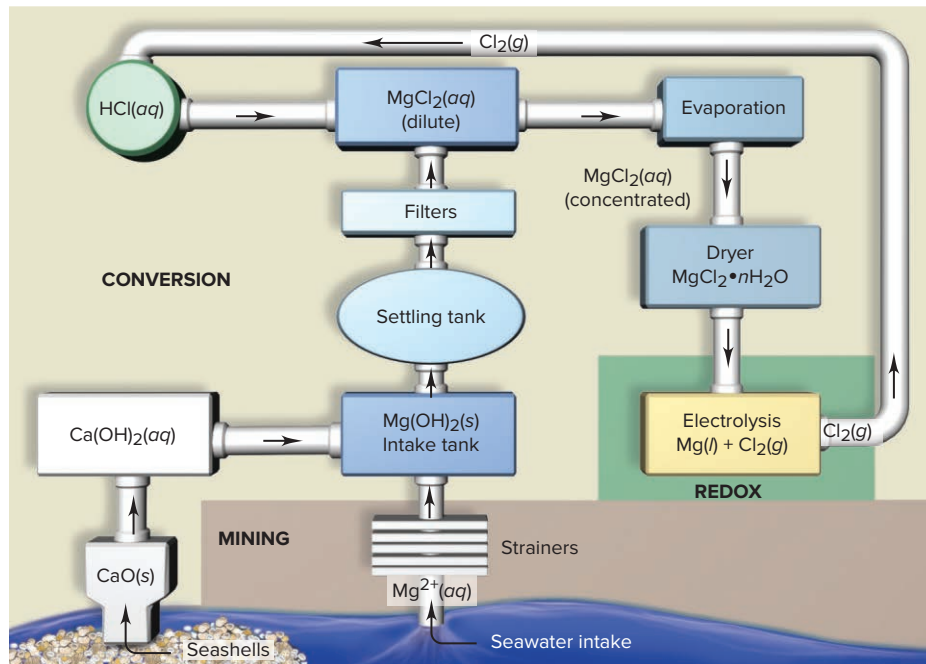 Cl₂(g)
HCl(aq)
MgCl₂(aq)
(dilute)
Evaporation
MgCl₂(aq)
(concentrated)
Filters
Dryer
MgCl₂•nH₂O
CONVERSION
Settling tank
Ca(OH)₂(aq)
Mg(OH)₂(s)
Intake tank
Electrolysis
Mg(l) + Cl₂(g)
Cl₂(g)
REDOX
MINING
Strainers
CaO(s)
Mg²⁺(aq)
Seashells
Seawater intake